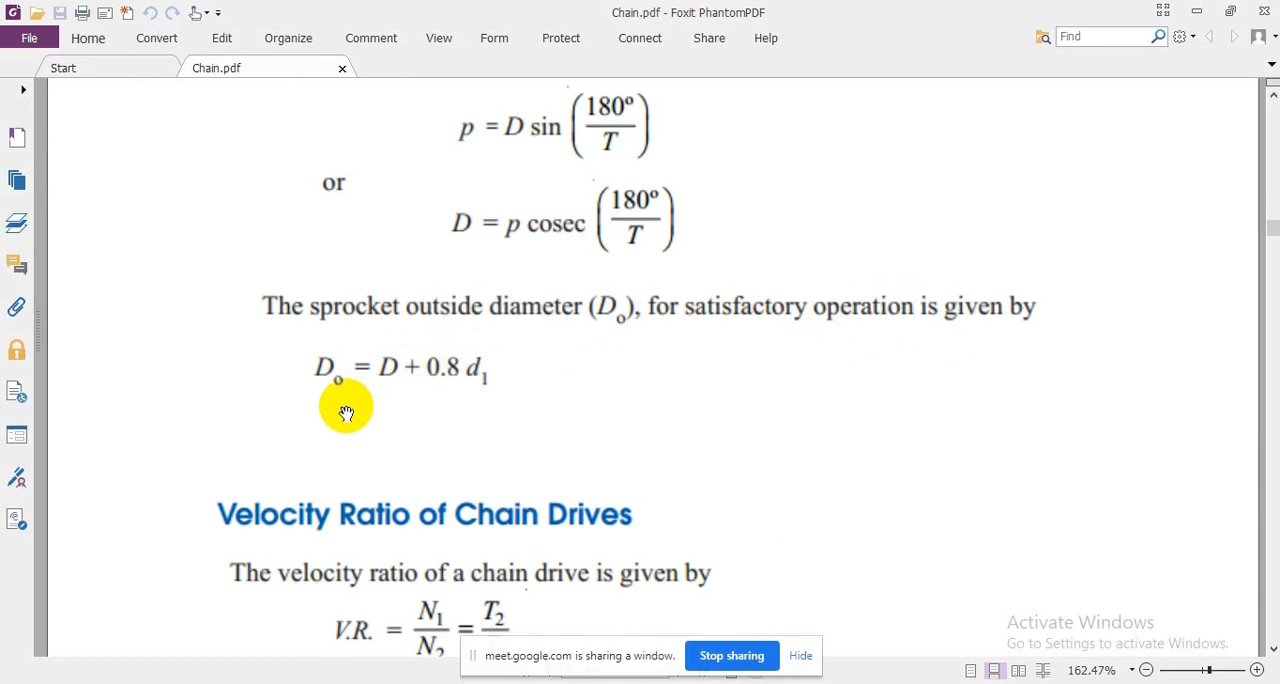 Chain.pdf - Foxit PhantomPDF
File Home Convert Edit Organize Comment View Form Protect Connect Share Help Find
Start Chain.pdf
p = D sin (180º/T)
or
D = p cosec (180º/T)
The sprocket outside diameter (Do), for satisfactory operation is given by
Do = D + 0.8 d1
Velocity Ratio of Chain Drives
The velocity ratio of a chain drive is given by
V.R. = N1/N2 = T2
Activate Windows
Go to Settings to activate Windows.
meet.google.com is sharing a window. Stop sharing Hide
162.47%